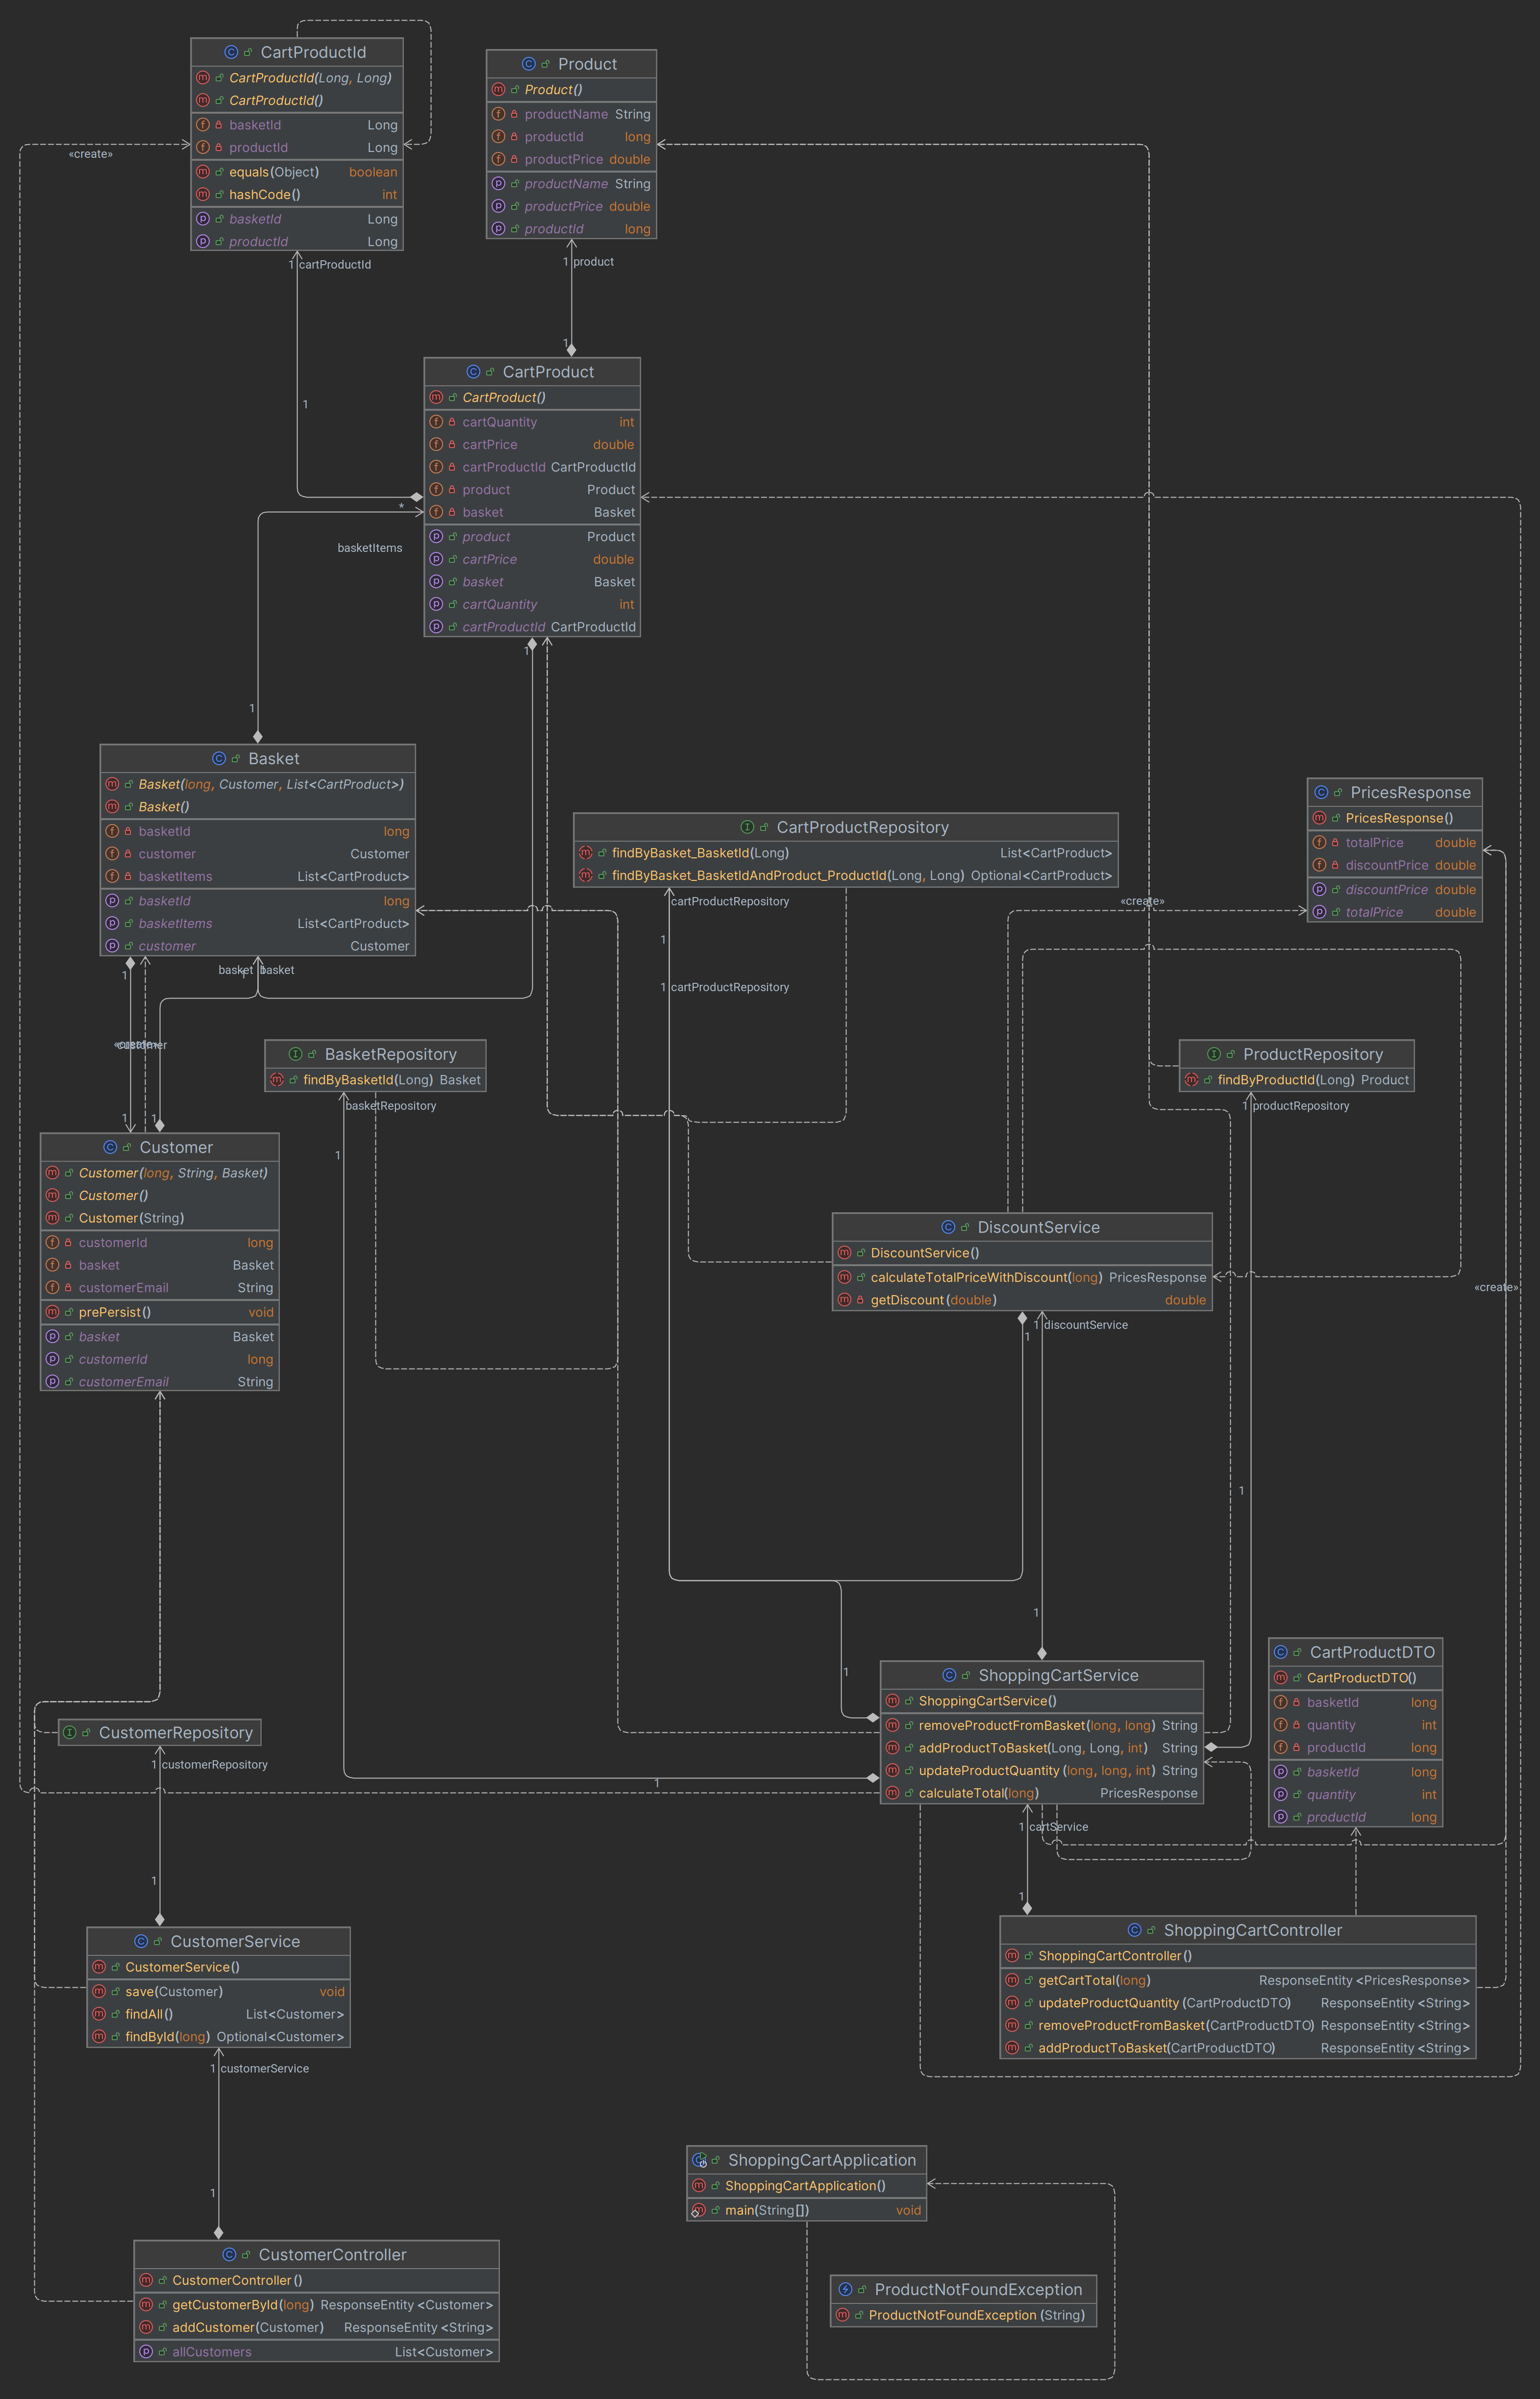 CartProductId
CartProductId(Long, Long)
CartProductId()
basketId Long
productId Long
equals(Object) boolean
hashCode() int
basketId Long
productId Long
Product
Product()
productName String
productId long
productPrice double
productName String
productPrice double
productId long
«create»
1 cartProductId
1 product
1
1
CartProduct
CartProduct()
cartQuantity int
cartPrice double
cartProductId CartProductId
product Product
basket Basket
product Product
cartPrice double
basket Basket
cartQuantity int
cartProductId CartProductId
*
basketItems
1
1
Basket
Basket(long, Customer, List<CartProduct>)
Basket()
basketId long
customer Customer
basketItems List<CartProduct>
basketId long
basketItems List<CartProduct>
customer Customer
CartProductRepository
findByBasket_BasketId(Long) List<CartProduct>
findByBasket_BasketIdAndProduct_ProductId(Long, Long) Optional<CartProduct>
PricesResponse
PricesResponse()
totalPrice double
discountPrice double
discountPrice double
totalPrice double
cartProductRepository
«create»
1
1 cartProductRepository
1
basket 1
basket
«create»
customer
BasketRepository
findByBasketId(Long) Basket
1 basketRepository
1
ProductRepository
findByProductId(Long) Product
1 productRepository
1
1
Customer
Customer(long, String, Basket)
Customer()
Customer(String)
customerId long
basket Basket
customerEmail String
prePersist() void
basket Basket
customerId long
customerEmail String
DiscountService
DiscountService()
calculateTotalPriceWithDiscount(long) PricesResponse
getDiscount(double) double
«create»
1
1 discountService
1
1
1
ShoppingCartService
ShoppingCartService()
removeProductFromBasket(long, long) String
addProductToBasket(Long, Long, int) String
updateProductQuantity(long, long, int) String
calculateTotal(long) PricesResponse
CartProductDTO
CartProductDTO()
basketId long
quantity int
productId long
basketId long
quantity int
productId long
1
CustomerRepository
1 customerRepository
1
1 cartService
1
CustomerService
CustomerService()
save(Customer) void
findAll() List<Customer>
findById(long) Optional<Customer>
ShoppingCartController
ShoppingCartController()
getCartTotal(long) ResponseEntity<PricesResponse>
updateProductQuantity(CartProductDTO) ResponseEntity<String>
removeProductFromBasket(CartProductDTO) ResponseEntity<String>
addProductToBasket(CartProductDTO) ResponseEntity<String>
1 customerService
1
ShoppingCartApplication
ShoppingCartApplication()
main(String[]) void
CustomerController
CustomerController()
getCustomerById(long) ResponseEntity<Customer>
addCustomer(Customer) ResponseEntity<String>
allCustomers List<Customer>
ProductNotFoundException
ProductNotFoundException(String)